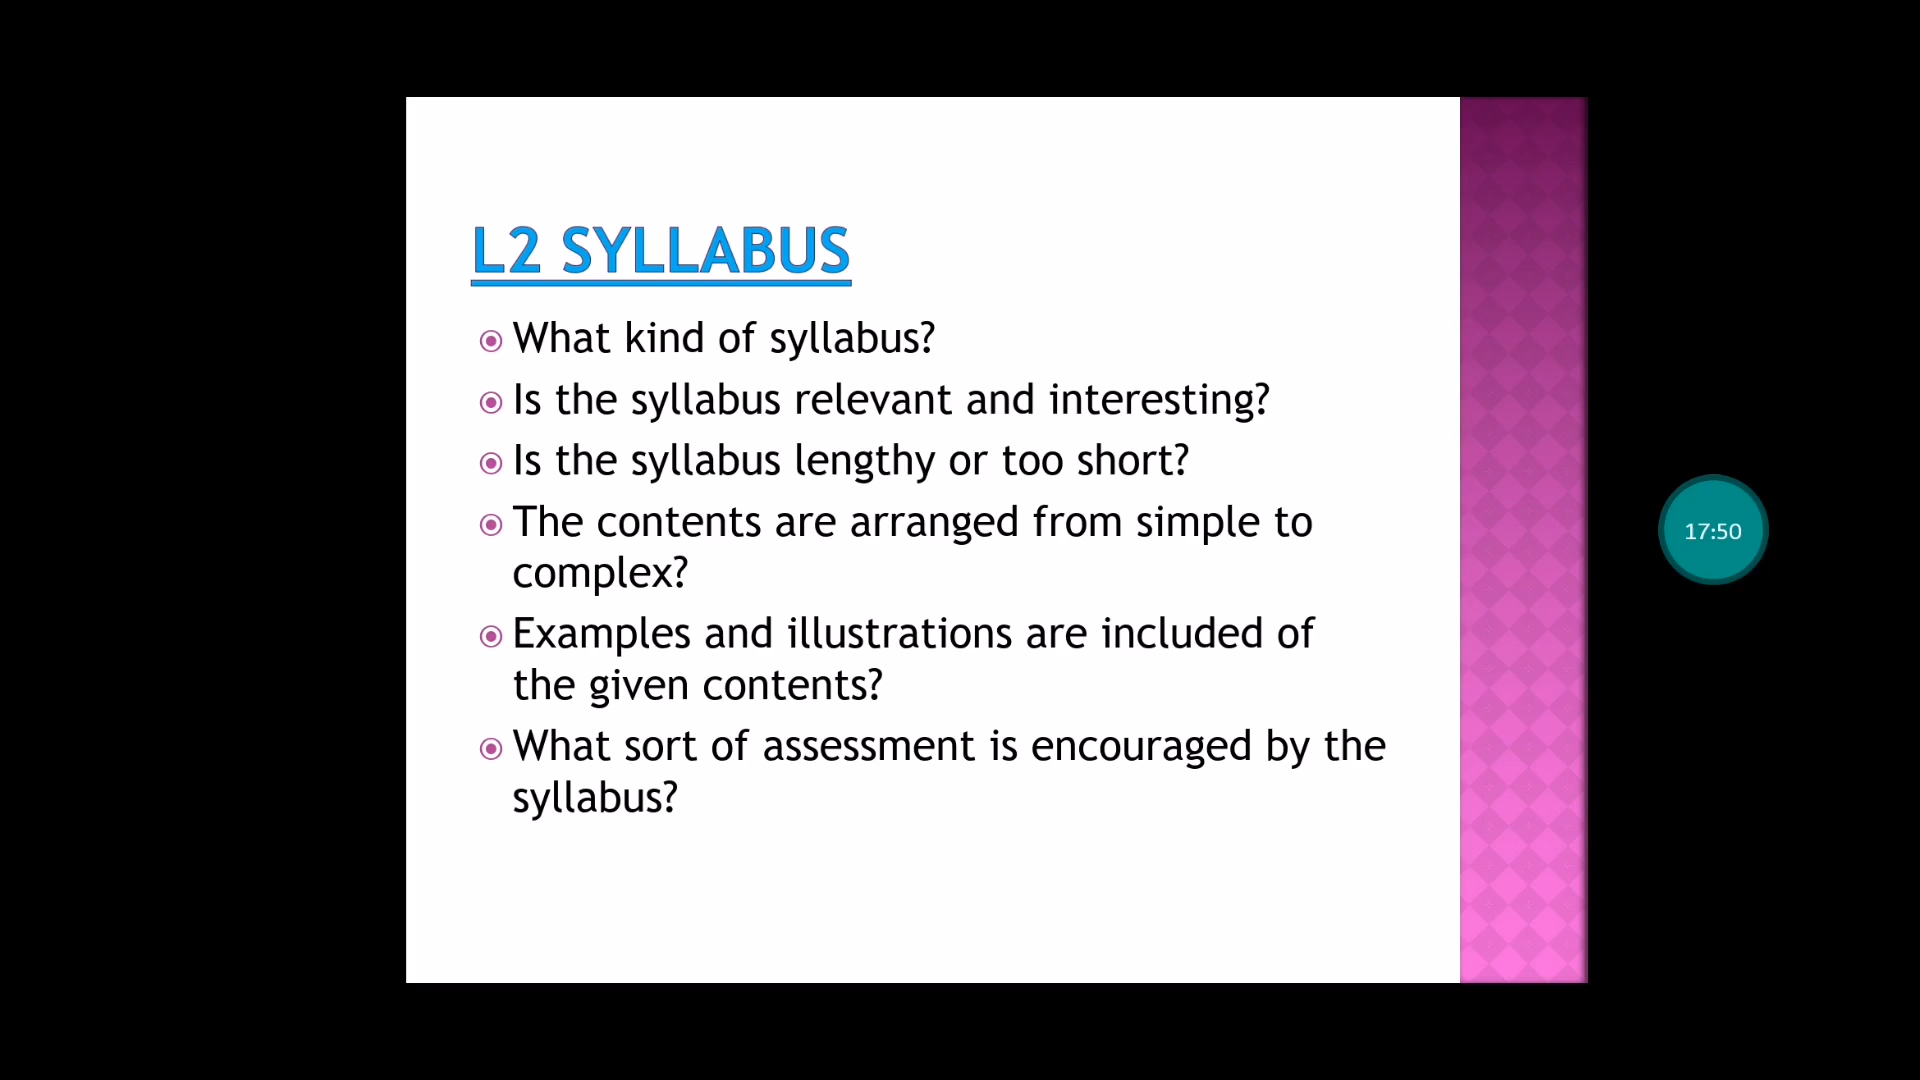 L2 SYLLABUS
What kind of syllabus?
Is the syllabus relevant and interesting?
Is the syllabus lengthy or too short?
The contents are arranged from simple to
complex?
Examples and illustrations are included of
the given contents?
What sort of assessment is encouraged by the
syllabus?
17:50